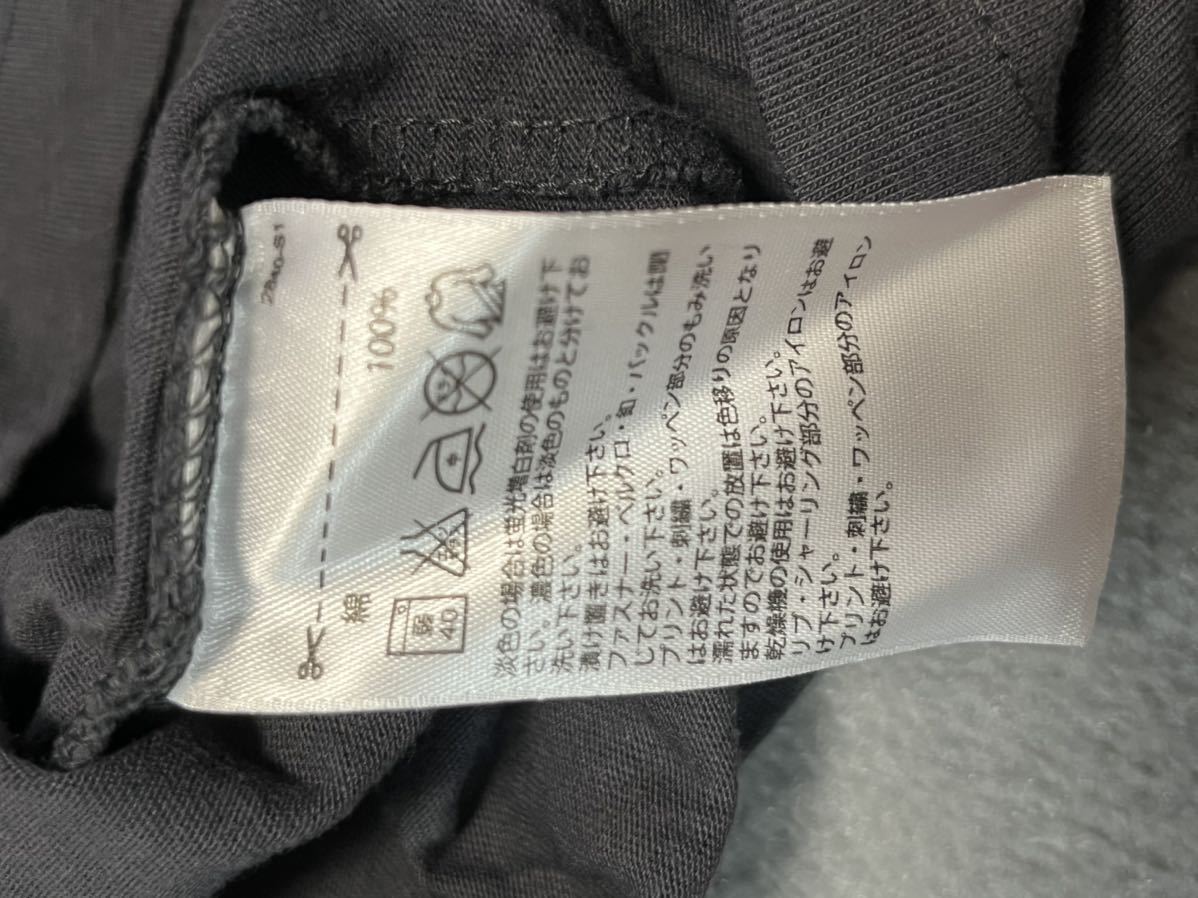 2840-S1
綿 100%
弱
40
エンソ
サラシ
淡色の場合は蛍光増白剤の使用はお避け下
さい。濃色の場合は淡色のものと分けてお
洗い下さい。
漬け置きはお避け下さい。
ファスナー・ベルクロ・釦・バックルは閉
じてお洗い下さい。
プリント・刺繍・ワッペン部分のもみ洗い
はお避け下さい。
濡れた状態での放置は色移りの原因となり
ますのでお避け下さい。
乾燥機の使用はお避け下さい。
リブ・シャーリング部分のアイロンはお避
け下さい。
プリント・刺繍・ワッペン部分のアイロン
はお避け下さい。